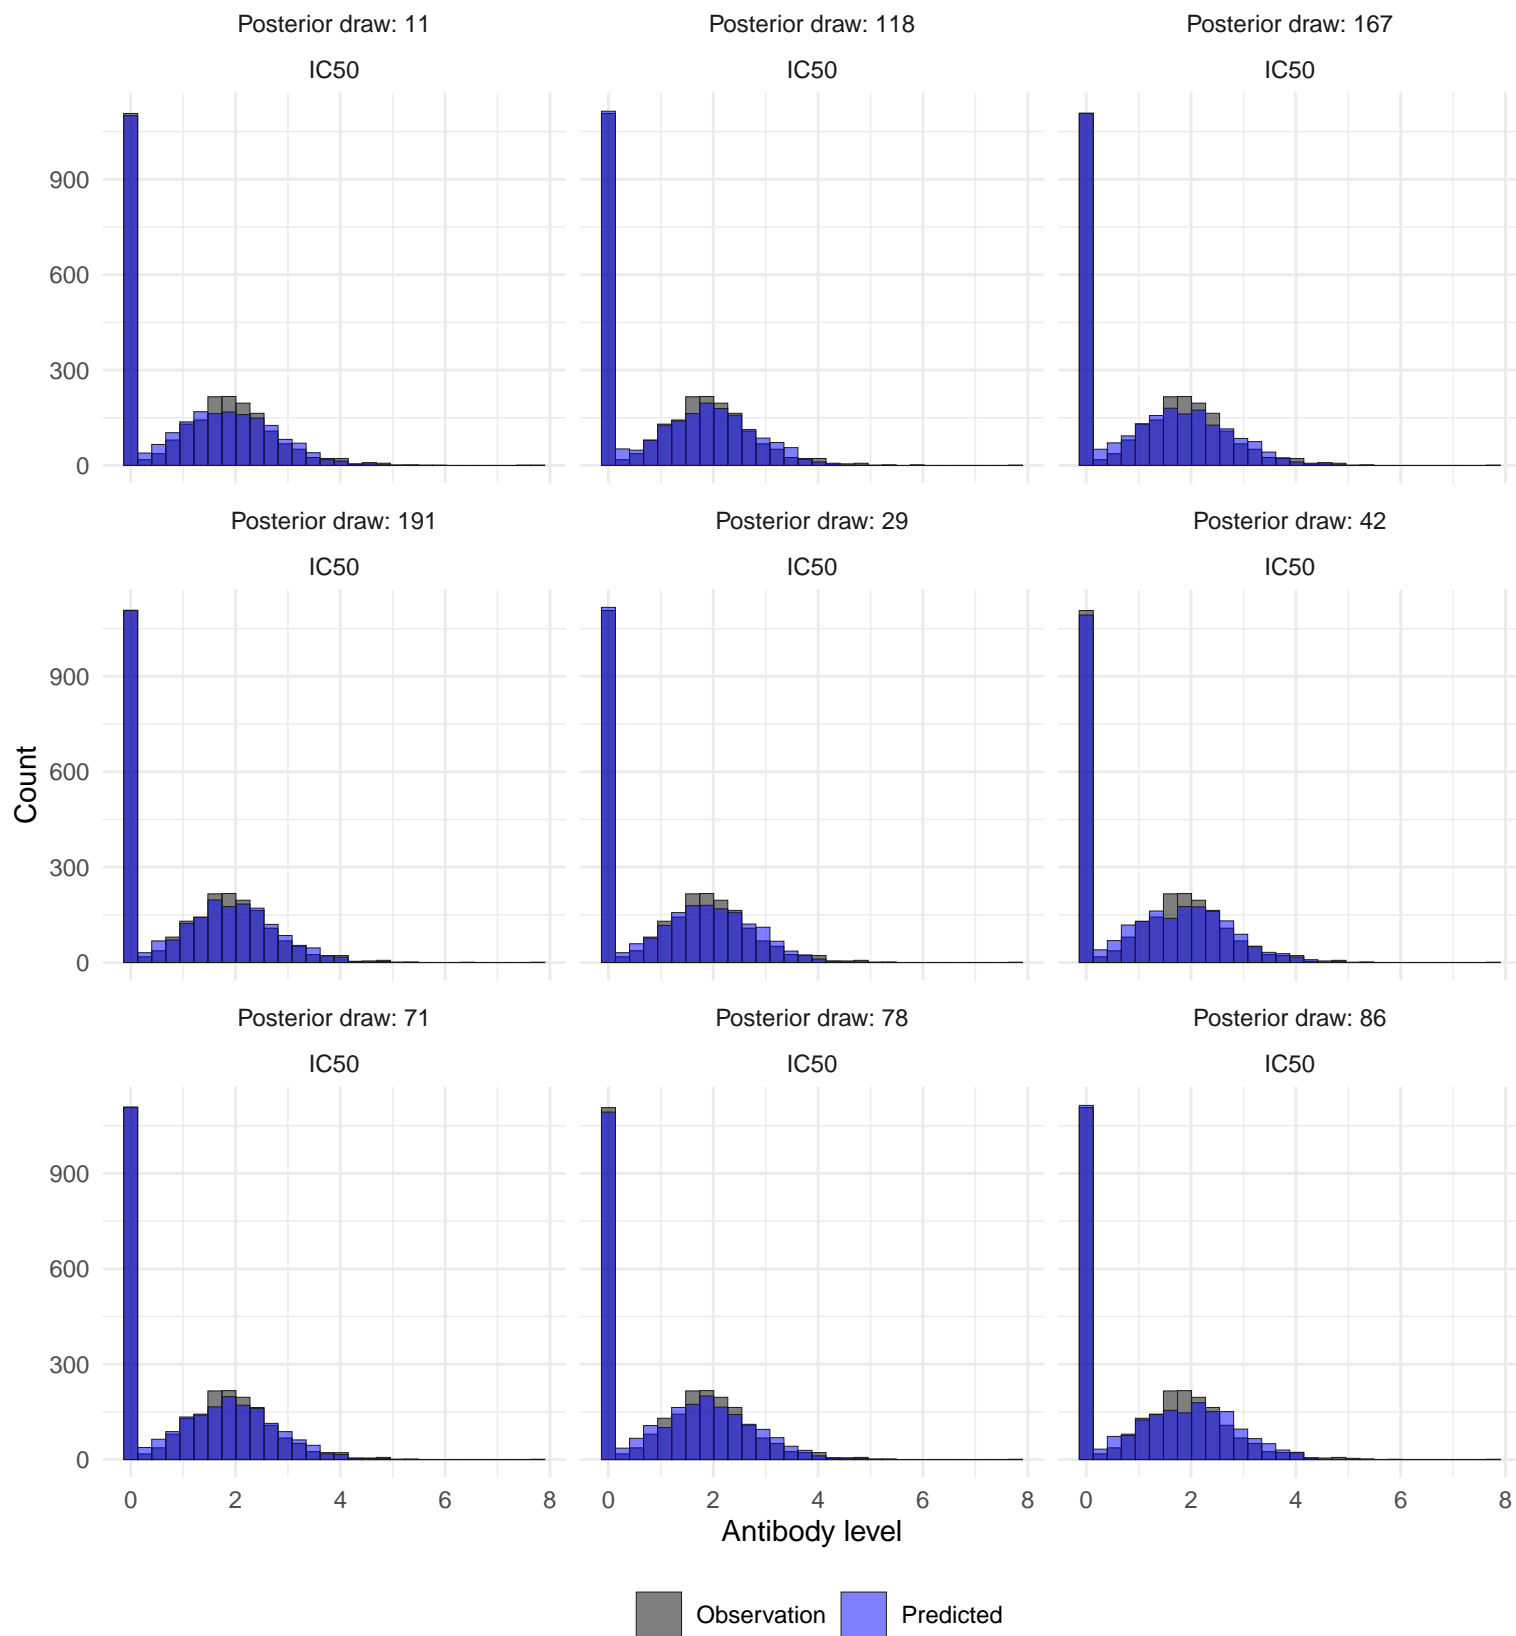 Posterior draw: 11
Posterior draw: 118
Posterior draw: 167
IC50
IC50
IC50
900
600
300
0
Posterior draw: 191
Posterior draw: 29
Posterior draw: 42
IC50
IC50
IC50
900
600
300
0
Count
Posterior draw: 71
Posterior draw: 78
Posterior draw: 86
IC50
IC50
IC50
900
600
300
0
0 2 4 6 8
0 2 4 6 8
0 2 4 6 8
Antibody level
Observation
Predicted